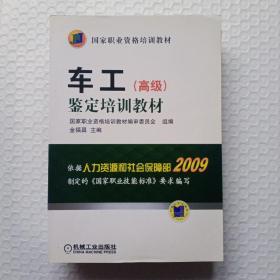 国家职业资格培训教材
车工(高级)
鉴定培训教材
国家职业资格培训教材编审委员会 组编
金福昌 主编
依据人力资源和社会保障部2009
制定的《国家职业技能标准》要求编写
机械工业出版社
CHINA MACHINE PRESS